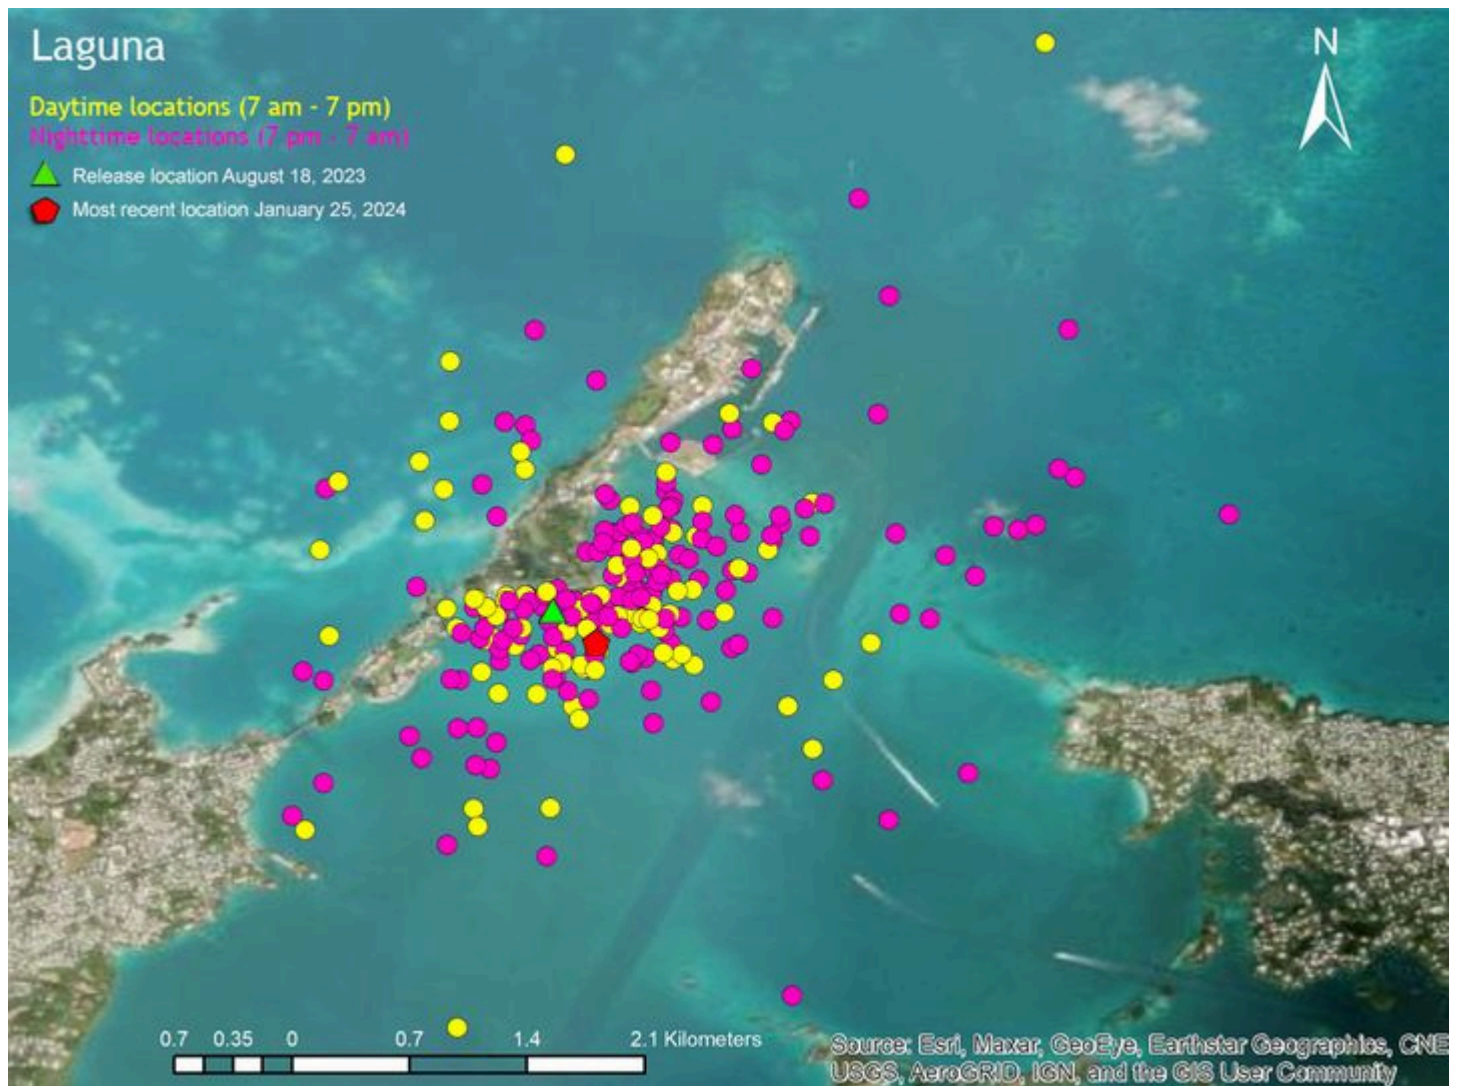 Laguna
N
Daytime locations (7 am - 7 pm)
Nighttime locations (7 pm - 7 am)
Release location August 18, 2023
Most recent location January 25, 2024
0.7 0.35 0 0.7 1.4 2.1 Kilometers
Source: Esri, Maxar, GeoEye, Earthstar Geographics, CNE
USGS, AeroGRID, IGN, and the GIS User Community